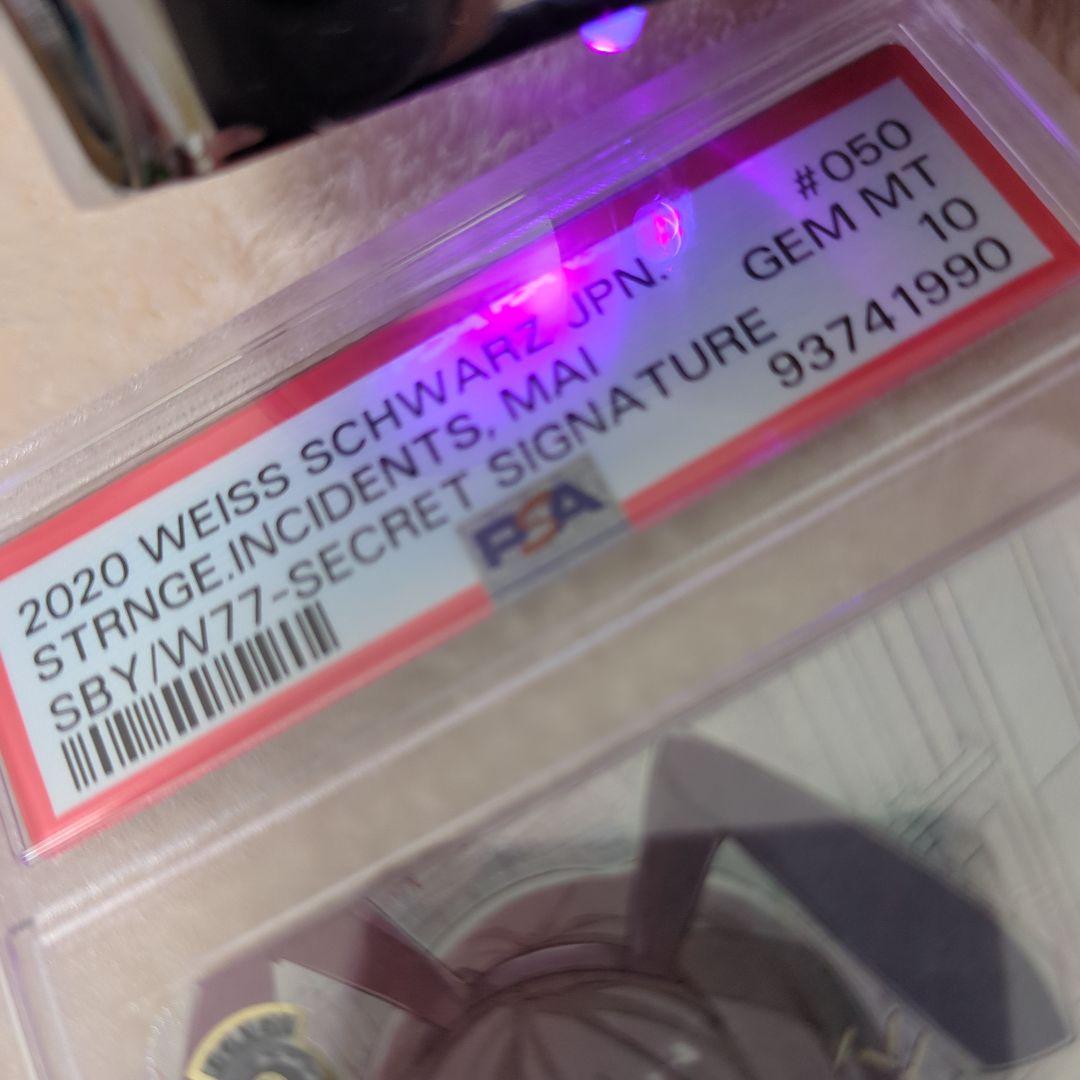 2020 WEISS SCHWARZ JPN. #050
STRNGE.INCIDENTS, MAI GEM MT
SBY/W77-SECRET SIGNATURE 10
93741990
PSA